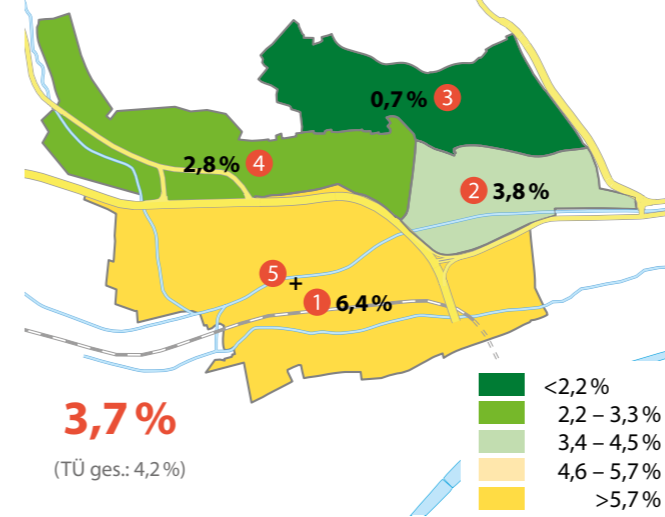 0,7 % 3
2,8 % 4
2 3,8 %
5 +
1 6,4 %
3,7 %
(TÜ ges.: 4,2 %)
<2,2 %
2,2 – 3,3 %
3,4 – 4,5 %
4,6 – 5,7 %
>5,7 %